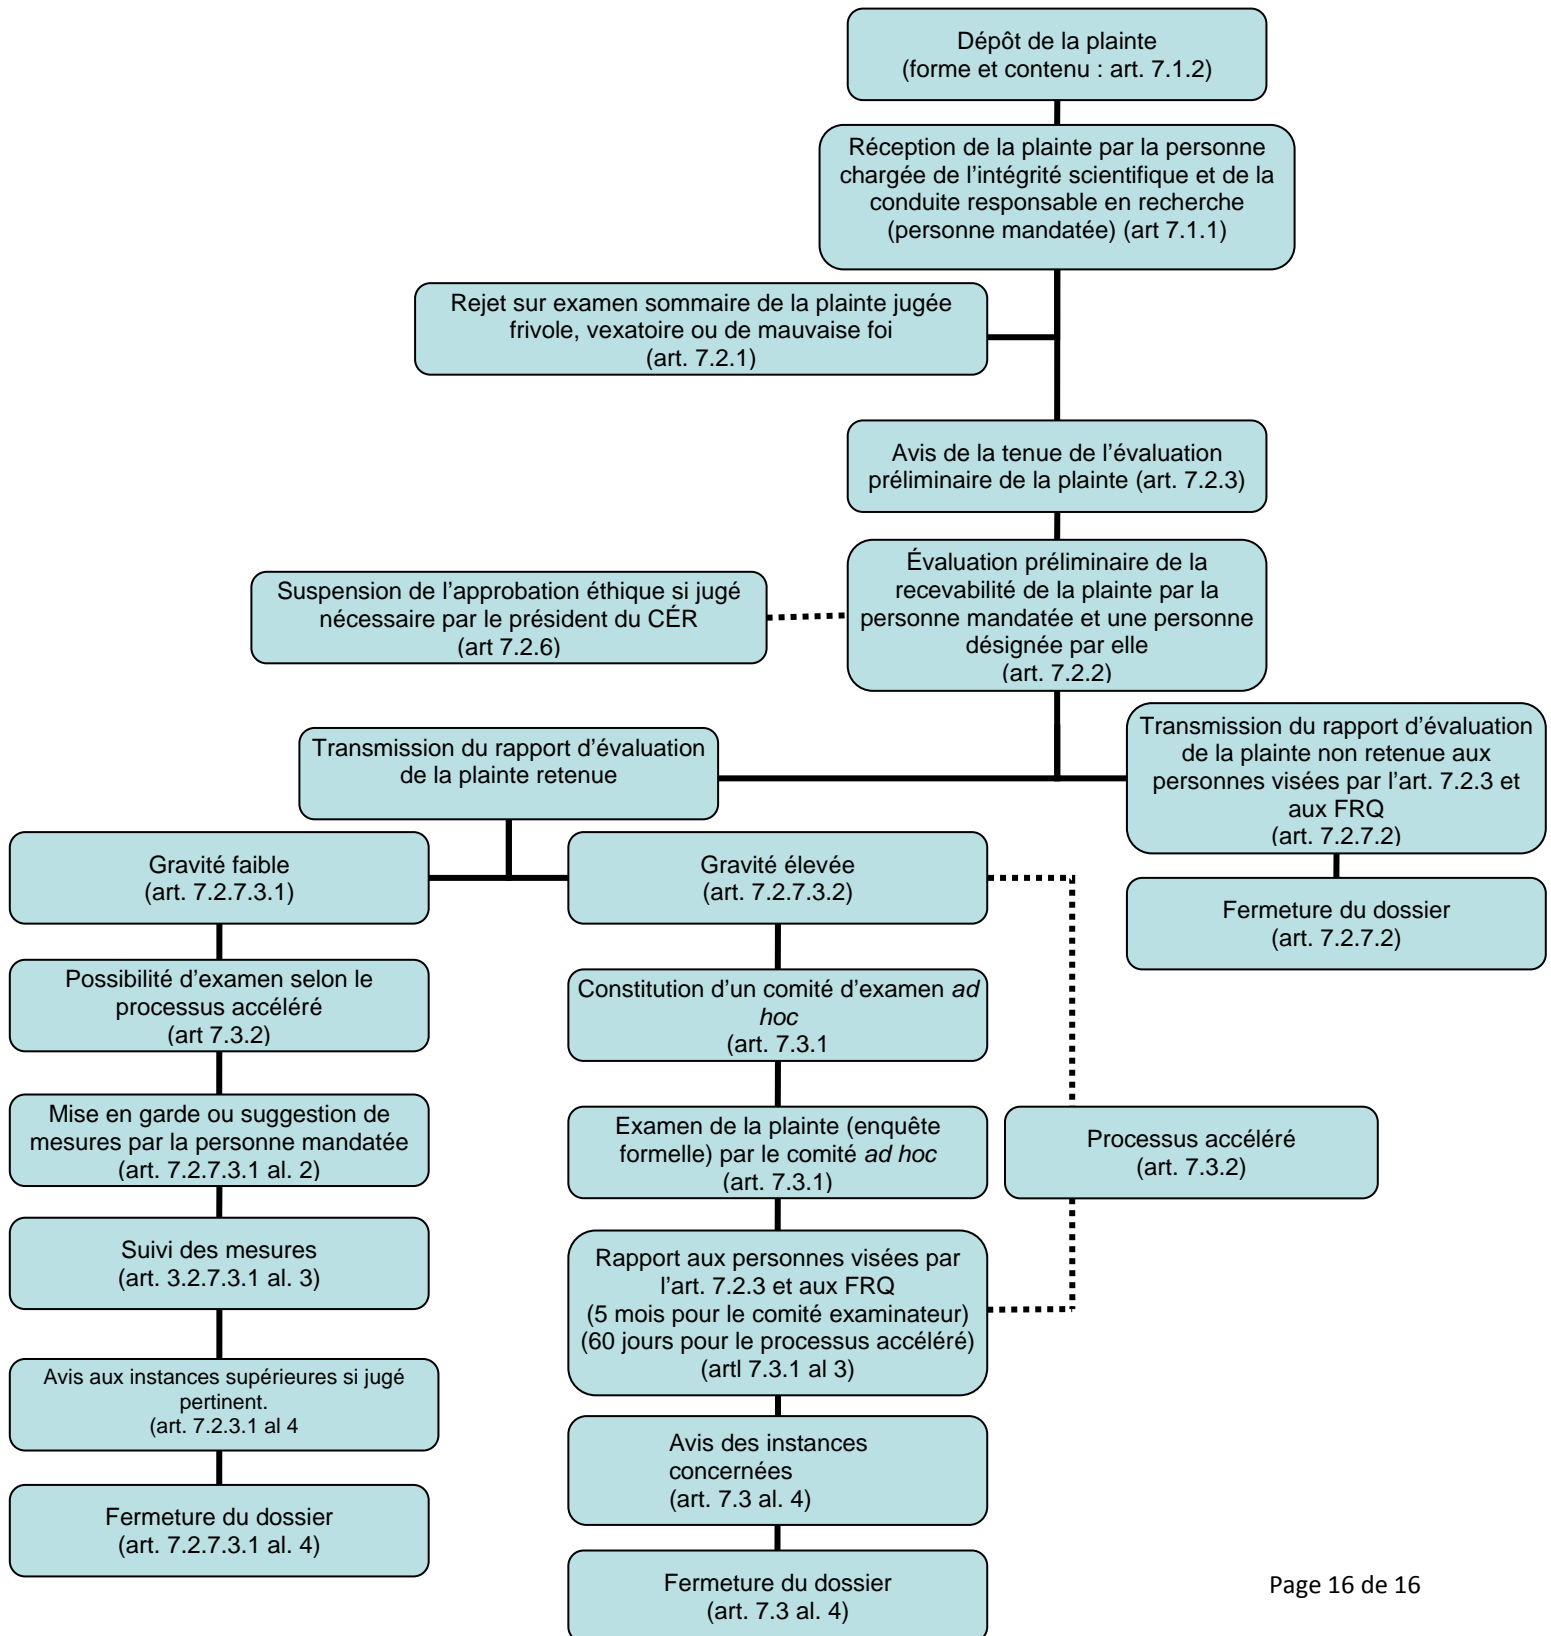 Dépôt de la plainte
(forme et contenu : art. 7.1.2)
Réception de la plainte par la personne
chargée de l’intégrité scientifique et de la
conduite responsable en recherche
(personne mandatée) (art 7.1.1)
Rejet sur examen sommaire de la plainte jugée
frivole, vexatoire ou de mauvaise foi
(art. 7.2.1)
Avis de la tenue de l’évaluation
préliminaire de la plainte (art. 7.2.3)
Suspension de l’approbation éthique si jugé
nécessaire par le président du CÉR
(art 7.2.6)
Évaluation préliminaire de la
recevabilité de la plainte par la
personne mandatée et une personne
désignée par elle
(art. 7.2.2)
Transmission du rapport d’évaluation
de la plainte retenue
Transmission du rapport d’évaluation
de la plainte non retenue aux
personnes visées par l’art. 7.2.3 et
aux FRQ
(art. 7.2.7.2)
Fermeture du dossier
(art. 7.2.7.2)
Gravité faible
(art. 7.2.7.3.1)
Possibilité d’examen selon le
processus accéléré
(art 7.3.2)
Mise en garde ou suggestion de
mesures par la personne mandatée
(art. 7.2.7.3.1 al. 2)
Suivi des mesures
(art. 3.2.7.3.1 al. 3)
Avis aux instances supérieures si jugé
pertinent.
(art. 7.2.3.1 al 4
Fermeture du dossier
(art. 7.2.7.3.1 al. 4)
Gravité élevée
(art. 7.2.7.3.2)
Constitution d’un comité d’examen ad
hoc
(art. 7.3.1
Examen de la plainte (enquête
formelle) par le comité ad hoc
(art. 7.3.1)
Processus accéléré
(art. 7.3.2)
Rapport aux personnes visées par
l’art. 7.2.3 et aux FRQ
(5 mois pour le comité examinateur)
(60 jours pour le processus accéléré)
(artl 7.3.1 al 3)
Avis des instances
concernées
(art. 7.3 al. 4)
Fermeture du dossier
(art. 7.3 al. 4)
Page 16 de 16